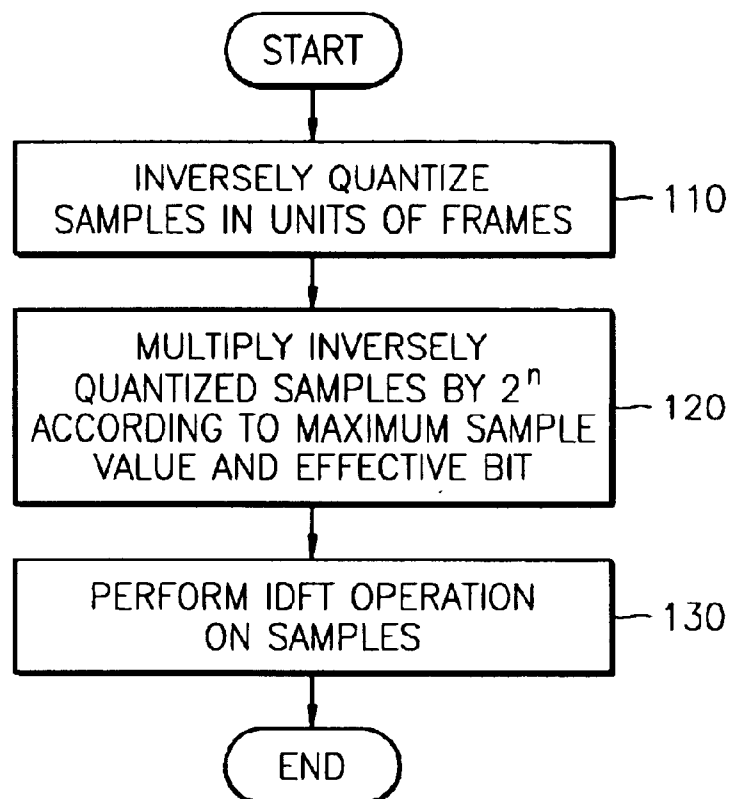 START
INVERSELY QUANTIZE
SAMPLES IN UNITS OF FRAMES
110
MULTIPLY INVERSELY
QUANTIZED SAMPLES BY 2ⁿ
ACCORDING TO MAXIMUM SAMPLE
VALUE AND EFFECTIVE BIT
120
PERFORM IDFT OPERATION
ON SAMPLES
130
END